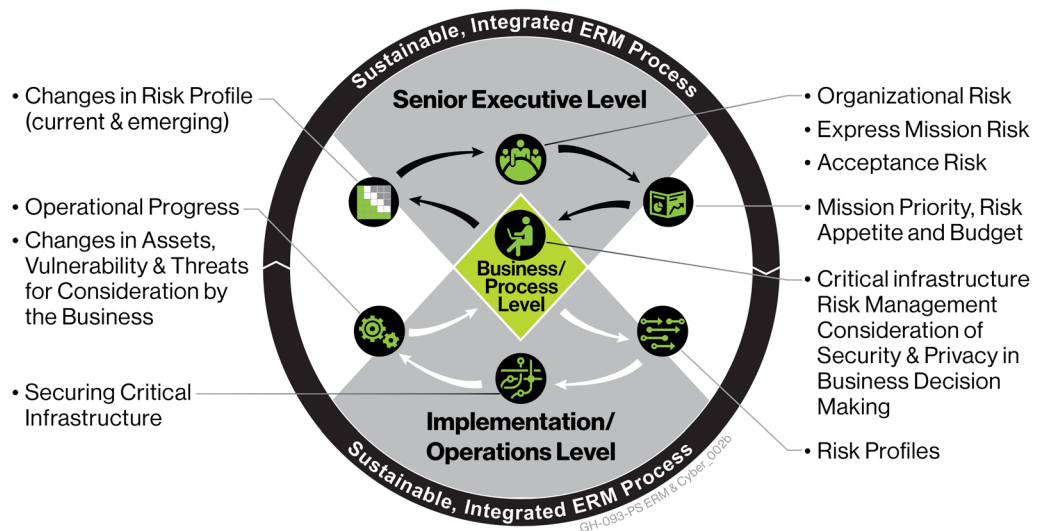 Sustainable, Integrated ERM Process
Senior Executive Level
• Changes in Risk Profile
(current & emerging)
• Operational Progress
• Changes in Assets,
Vulnerability & Threats
for Consideration by
the Business
• Securing Critical
Infrastructure
Business/
Process
Level
• Organizational Risk
• Express Mission Risk
• Acceptance Risk
• Mission Priority, Risk
Appetite and Budget
• Critical infrastructure
Risk Management
Consideration of
Security & Privacy in
Business Decision
Making
• Risk Profiles
Implementation/
Operations Level
Sustainable, Integrated ERM Process
GH-093-PS ERM & Cyber_002b